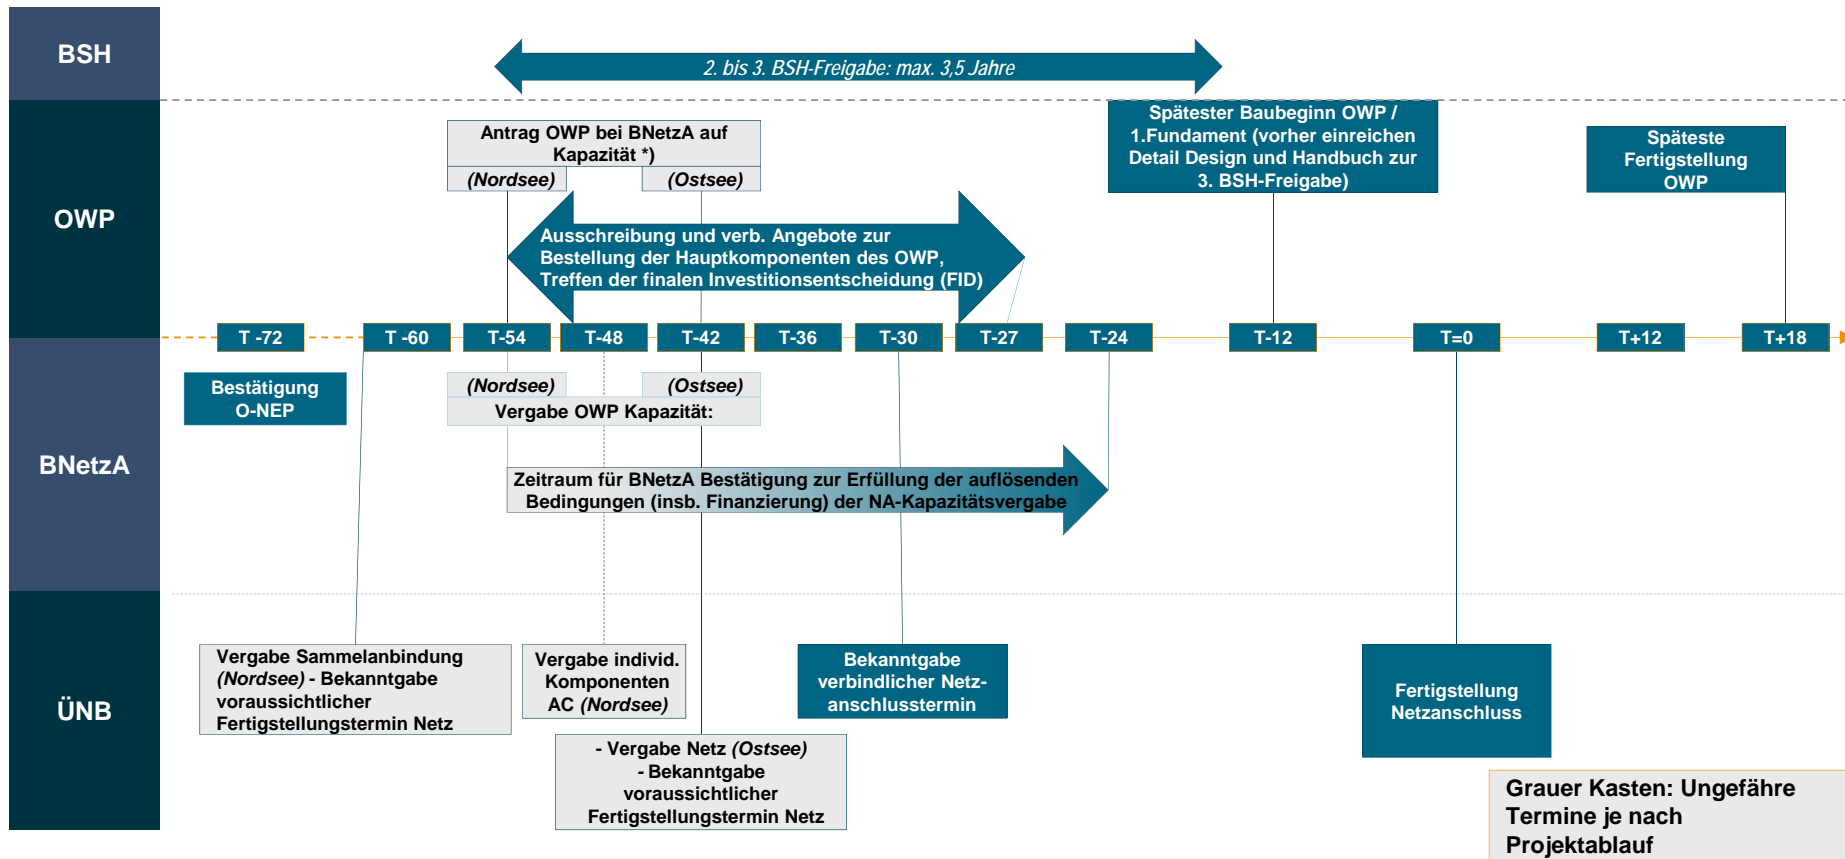 BSH
2. bis 3. BSH-Freigabe: max. 3,5 Jahre
OWP
Antrag OWP bei BNetzA auf
Kapazität *)
(Nordsee)
(Ostsee)
Spätester Baubeginn OWP /
1.Fundament (vorher einreichen
Detail Design und Handbuch zur
3. BSH-Freigabe)
Späteste
Fertigstellung
OWP
Ausschreibung und verb. Angebote zur
Bestellung der Hauptkomponenten des OWP,
Treffen der finalen Investitionsentscheidung (FID)
T -72
T -60
T-54
T-48
T-42
T-36
T-30
T-27
T-24
T-12
T=0
T+12
T+18
BNetzA
Bestätigung
O-NEP
(Nordsee)
(Ostsee)
Vergabe OWP Kapazität:
Zeitraum für BNetzA Bestätigung zur Erfüllung der auflösenden
Bedingungen (insb. Finanzierung) der NA-Kapazitätsvergabe
ÜNB
Vergabe Sammelanbindung
(Nordsee) - Bekanntgabe
voraussichtlicher
Fertigstellungstermin Netz
Vergabe individ.
Komponenten
AC (Nordsee)
- Vergabe Netz (Ostsee)
- Bekanntgabe
voraussichtlicher
Fertigstellungstermin Netz
Bekanntgabe
verbindlicher Netz-
anschlusstermin
Fertigstellung
Netzanschluss
Grauer Kasten: Ungefähre
Termine je nach
Projektablauf